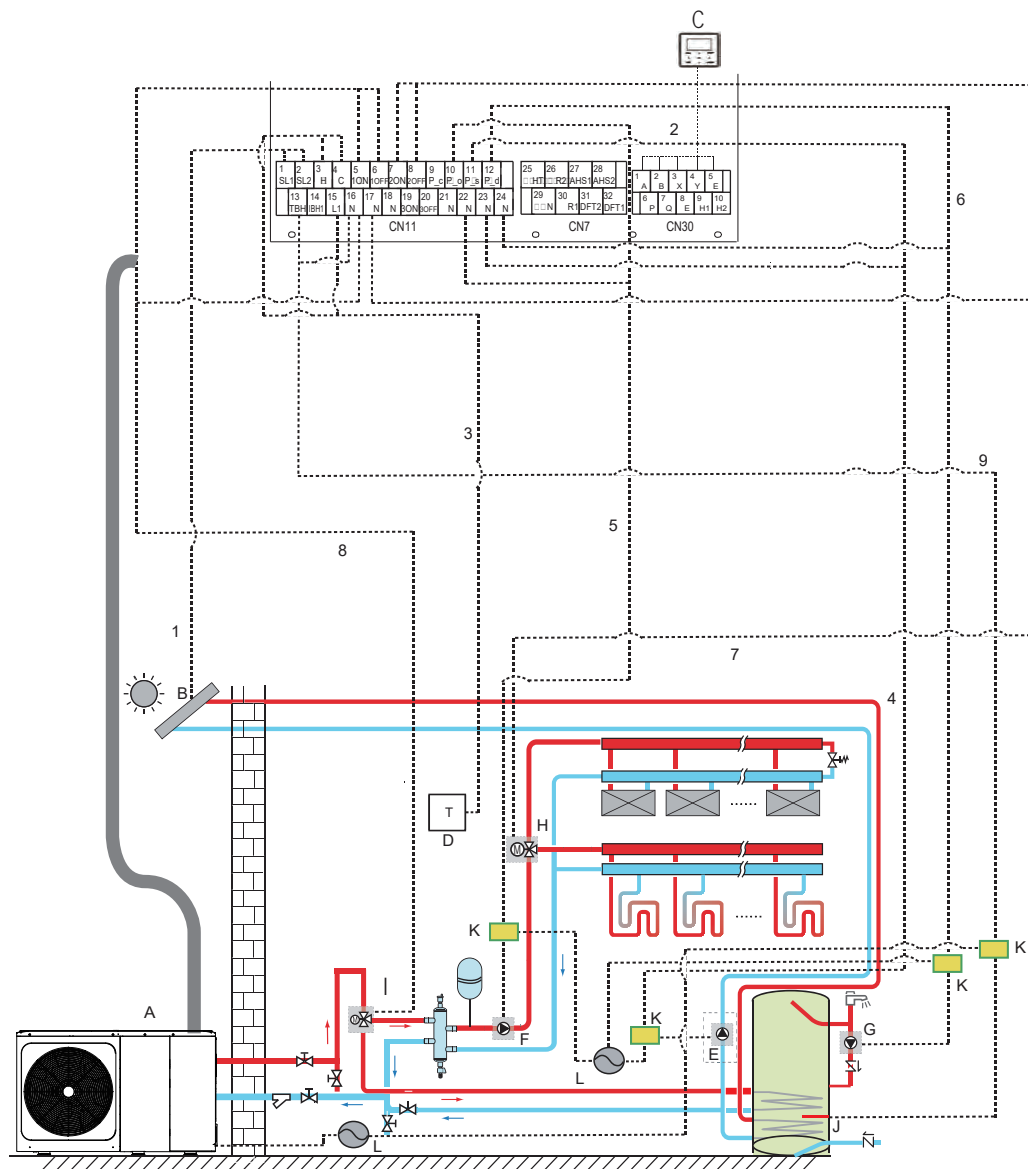 C
2
6
1 2 3 4 5 6 7 8 9 10 11 12
SL1 SL2 H C 1ON 1OFF 2ON 2OFF P_c P_o P_s P_d
13 14 15 16 17 18 19 20 21 22 23 24
TBH IBH1 L1 N N N 3ON 3OFF N N N N
CN11
25 26 27 28
HT R2 AHS1 AHS2
29 30 31 32
N R1 DFT2 DFT1
CN7
1 2 3 4 5
A B X Y E
6 7 8 9 10
P Q E H1 H2
CN30
3
9
5
8
1
7
4
B
T
D
H
M
K
K
K
I
M
A
F
K
E
G
L
J
L